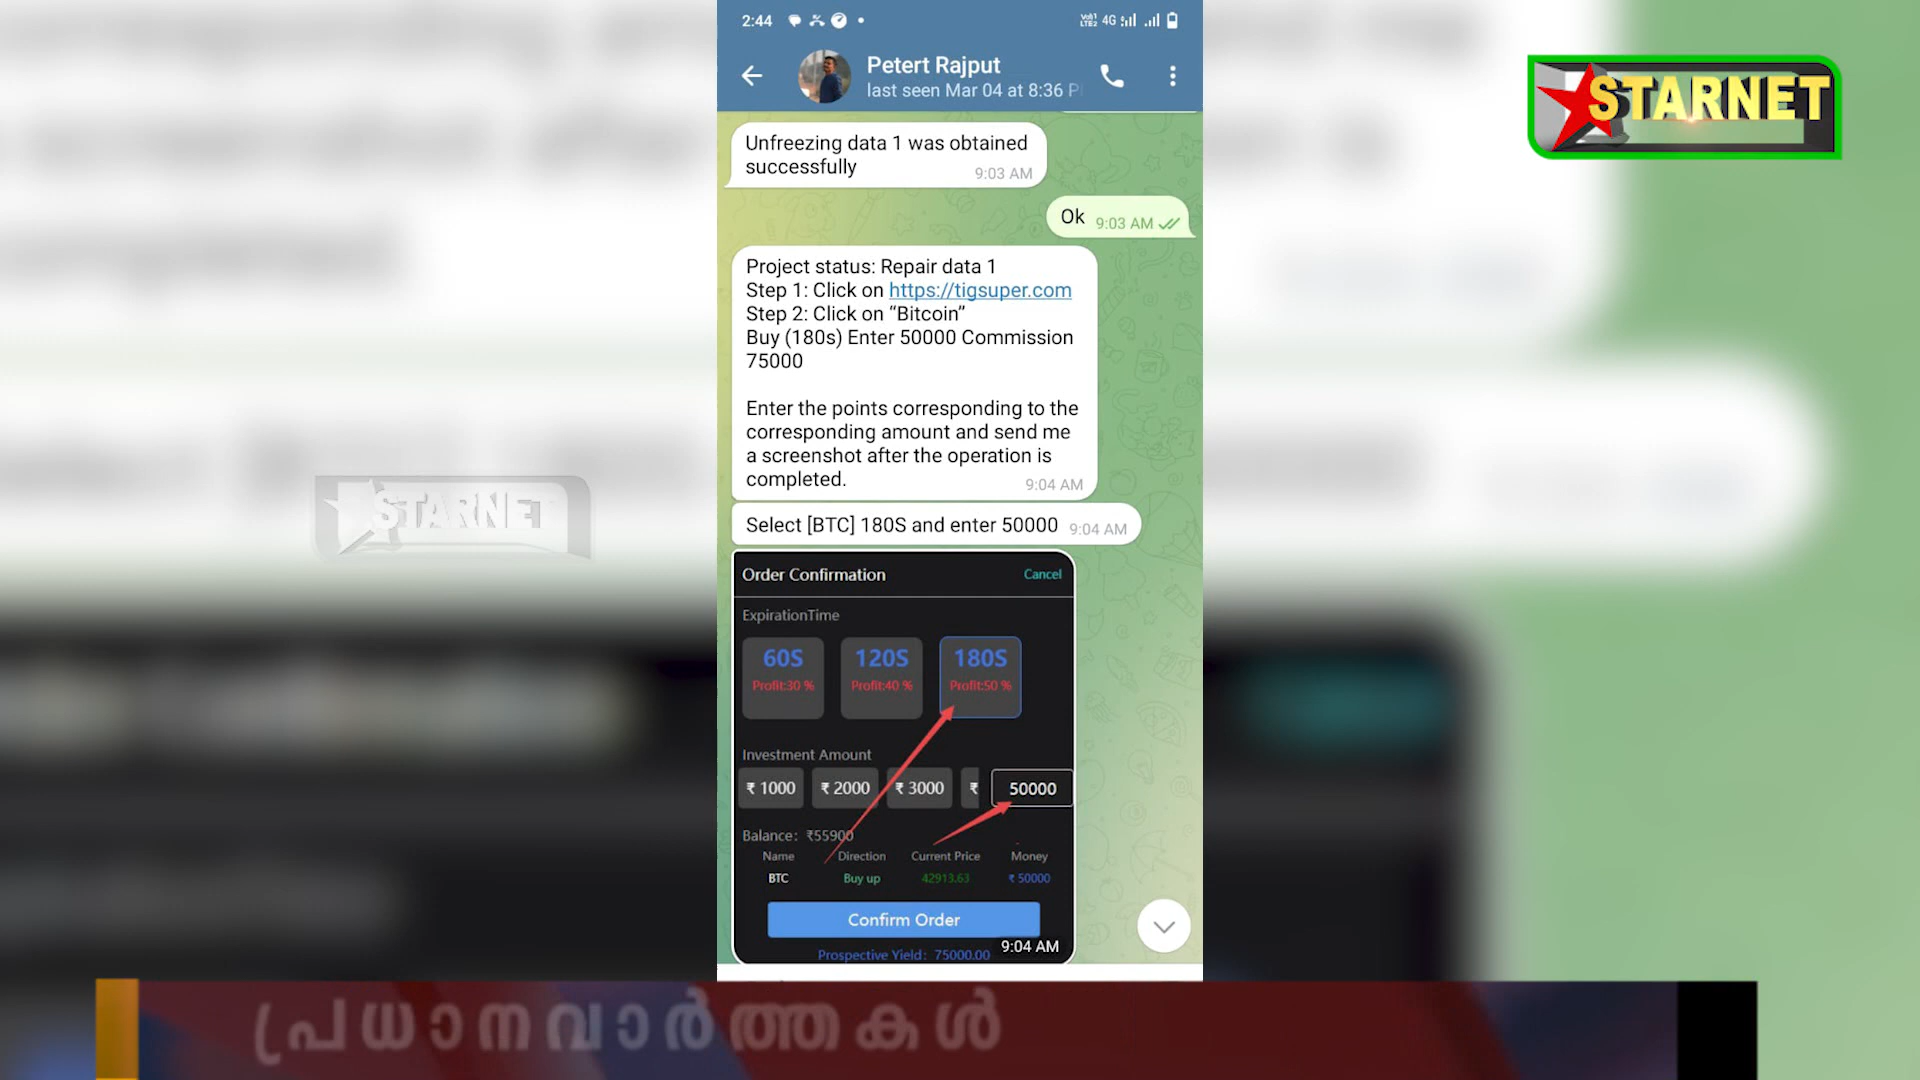 2:44
4G
Petert Rajput
last seen Mar 04 at 8:36 P
STARNET
Unfreezing data 1 was obtained
successfully
9:03 AM
Ok 9:03 AM
Project status: Repair data 1
Step 1: Click on https://tigsuper.com
Step 2: Click on “Bitcoin”
Buy (180s) Enter 50000 Commission
75000
Enter the points corresponding to the
corresponding amount and send me
a screenshot after the operation is
completed.
9:04 AM
STARNET
Select [BTC] 180S and enter 50000 9:04 AM
Order Confirmation Cancel
ExpirationTime
60S 120S 180S
Profit:30 % Profit:40 % Profit:50 %
Investment Amount
₹ 1000 ₹ 2000 ₹ 3000 ₹ 50000
Balance: ₹55900
Name Direction Current Price Money
BTC Buy up 42913.63 ₹ 50000
Confirm Order
9:04 AM
Prospective Yield: 75000.00
പ്രധാനവാർത്തകൾ